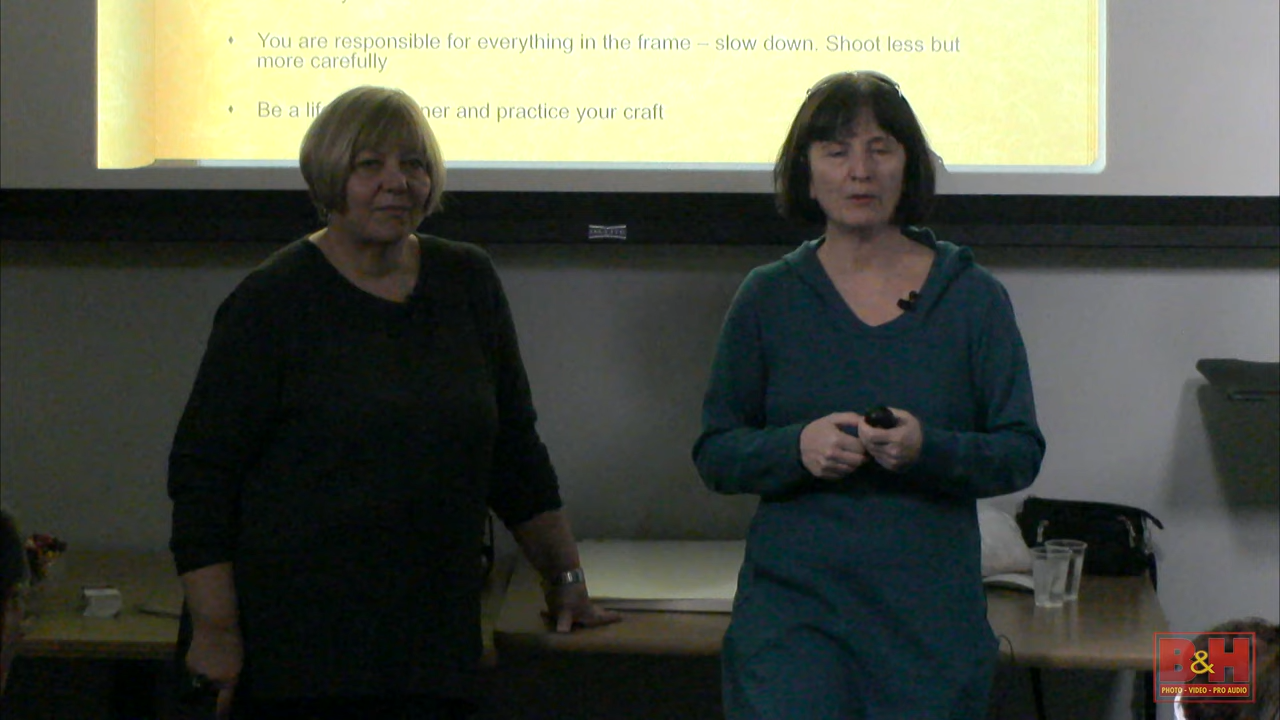 You are responsible for everything in the frame – slow down. Shoot less but
more carefully
Be a ner and practice your craft
B&H
PHOTO - VIDEO - PRO AUDIO